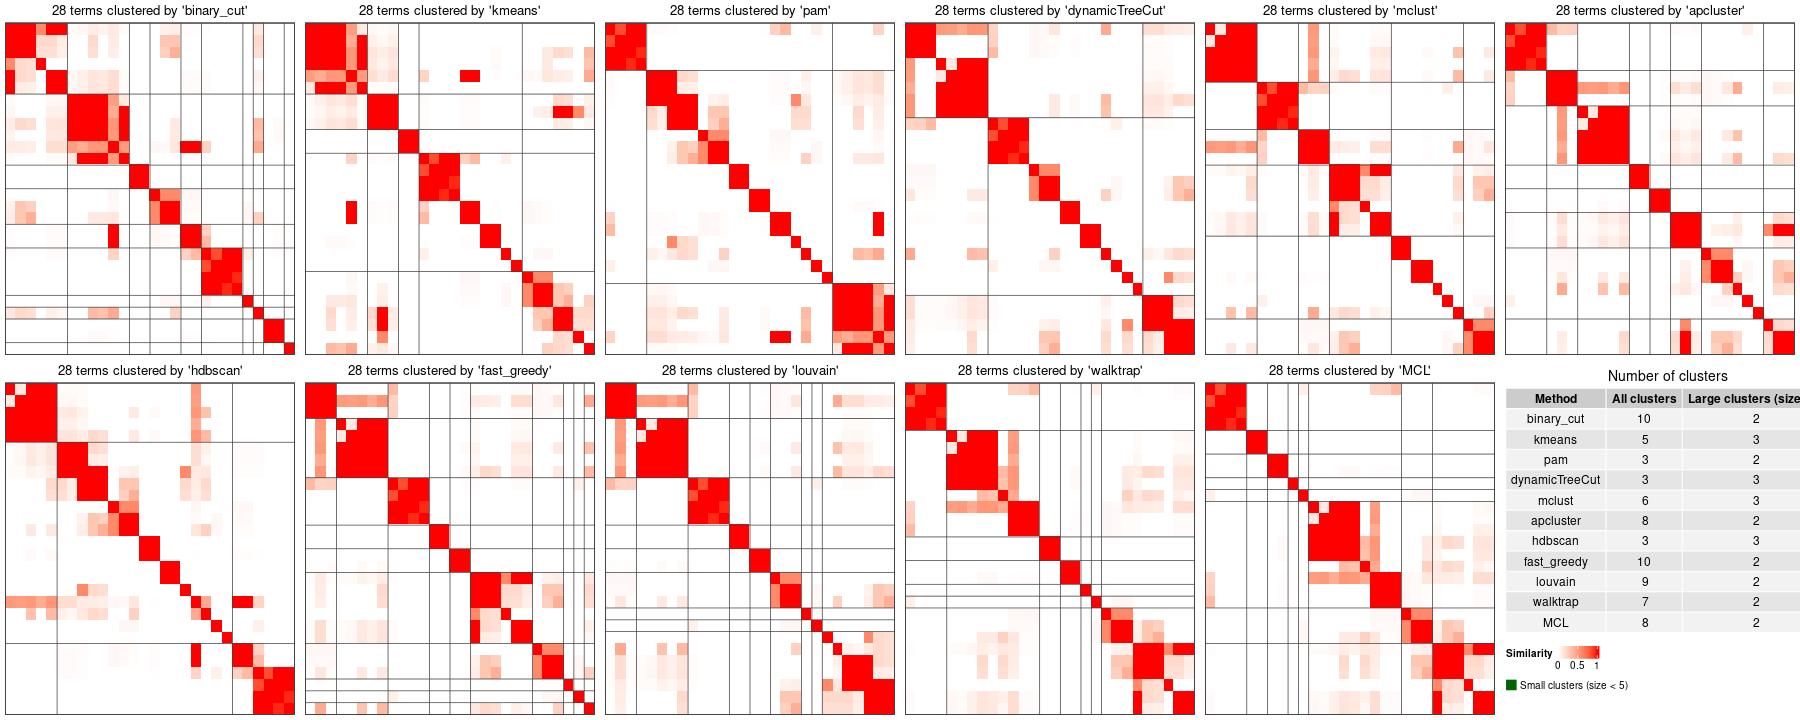 28 terms clustered by 'binary_cut'
28 terms clustered by 'kmeans'
28 terms clustered by 'pam'
28 terms clustered by 'dynamicTreeCut'
28 terms clustered by 'mclust'
28 terms clustered by 'apcluster'
28 terms clustered by 'hdbscan'
28 terms clustered by 'fast_greedy'
28 terms clustered by 'louvain'
28 terms clustered by 'walktrap'
28 terms clustered by 'MCL'
Number of clusters
Method All clusters Large clusters (size
binary_cut 10 2
kmeans 5 3
pam 3 2
dynamicTreeCut 3 3
mclust 6 3
apcluster 8 2
hdbscan 3 3
fast_greedy 10 2
louvain 9 2
walktrap 7 2
MCL 8 2
Similarity
0 0.5 1
Small clusters (size < 5)